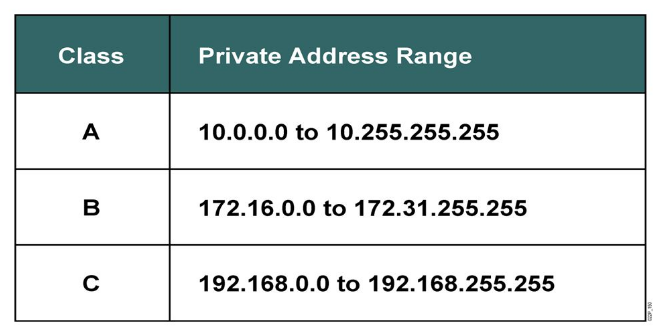 Class Private Address Range
A 10.0.0.0 to 10.255.255.255
B 172.16.0.0 to 172.31.255.255
C 192.168.0.0 to 192.168.255.255